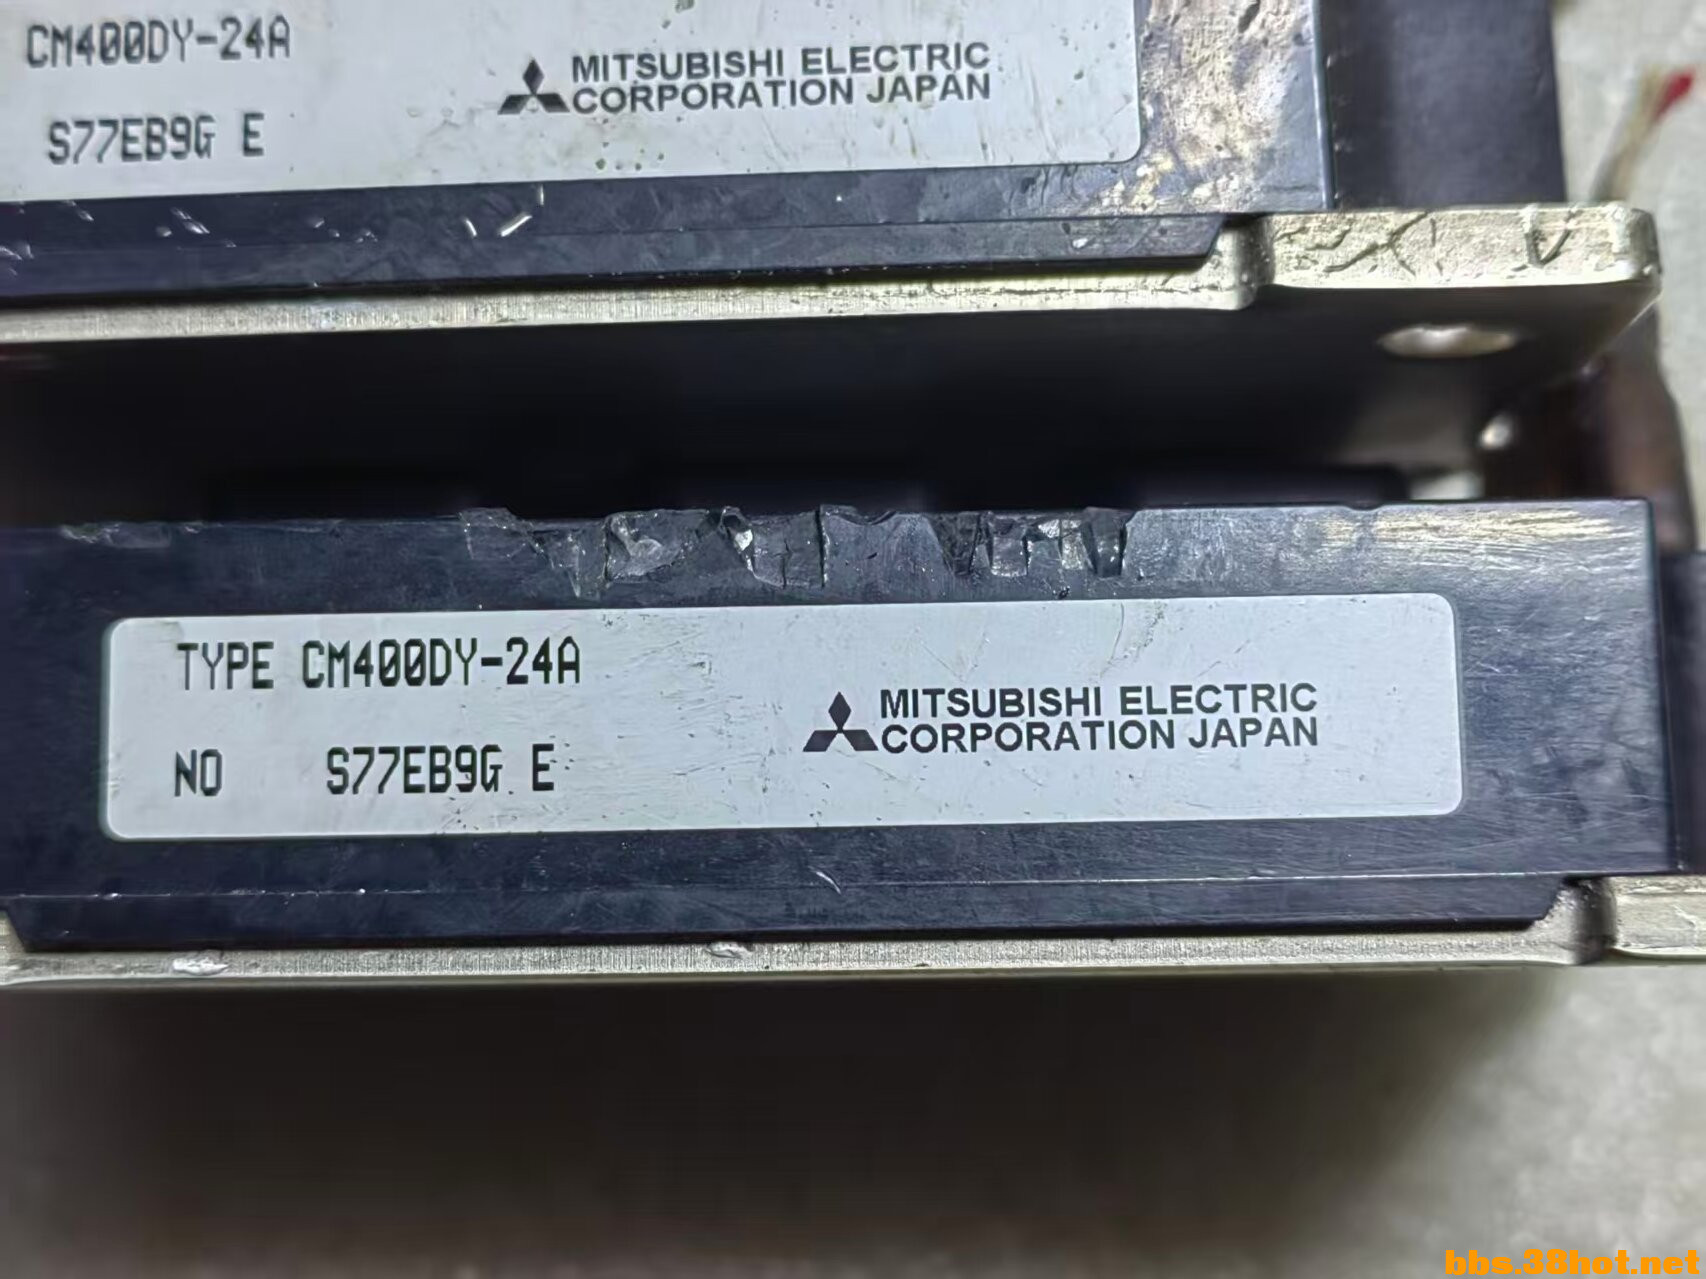 CM400DY-24A
MITSUBISHI ELECTRIC
CORPORATION JAPAN
S77EB9G E
TYPE CM400DY-24A
MITSUBISHI ELECTRIC
CORPORATION JAPAN
NO S77EB9G E
bbs.38hot.net